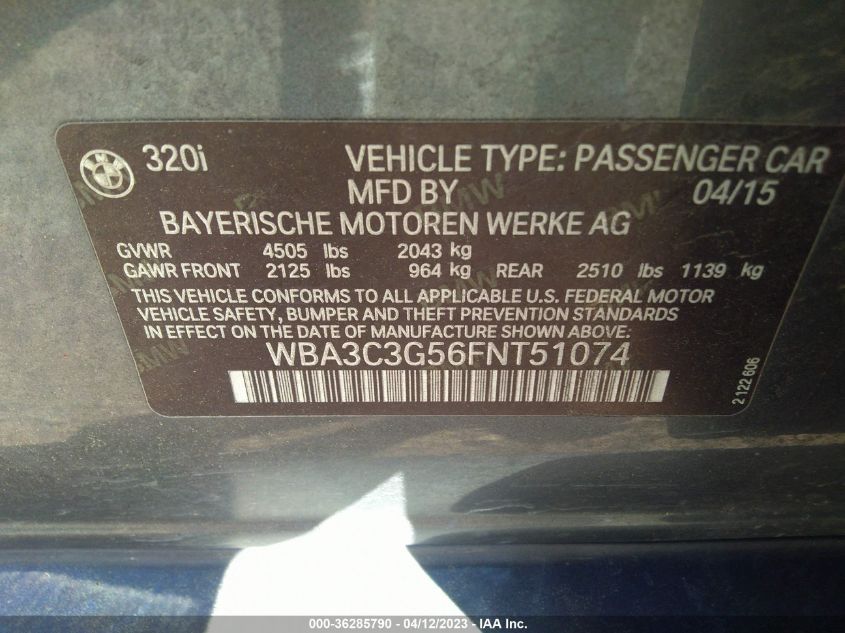 320i VEHICLE TYPE: PASSENGER CAR
MFD BY 04/15
BAYERISCHE MOTOREN WERKE AG
GVWR 4505 lbs 2043 kg
GAWR FRONT 2125 lbs 964 kg REAR 2510 lbs 1139 kg
THIS VEHICLE CONFORMS TO ALL APPLICABLE U.S. FEDERAL MOTOR
VEHICLE SAFETY, BUMPER AND THEFT PREVENTION STANDARDS
IN EFFECT ON THE DATE OF MANUFACTURE SHOWN ABOVE.
WBA3C3G56FNT51074
2 122 606
000-36285790 - 04/12/2023 - IAA Holdings, LLC.